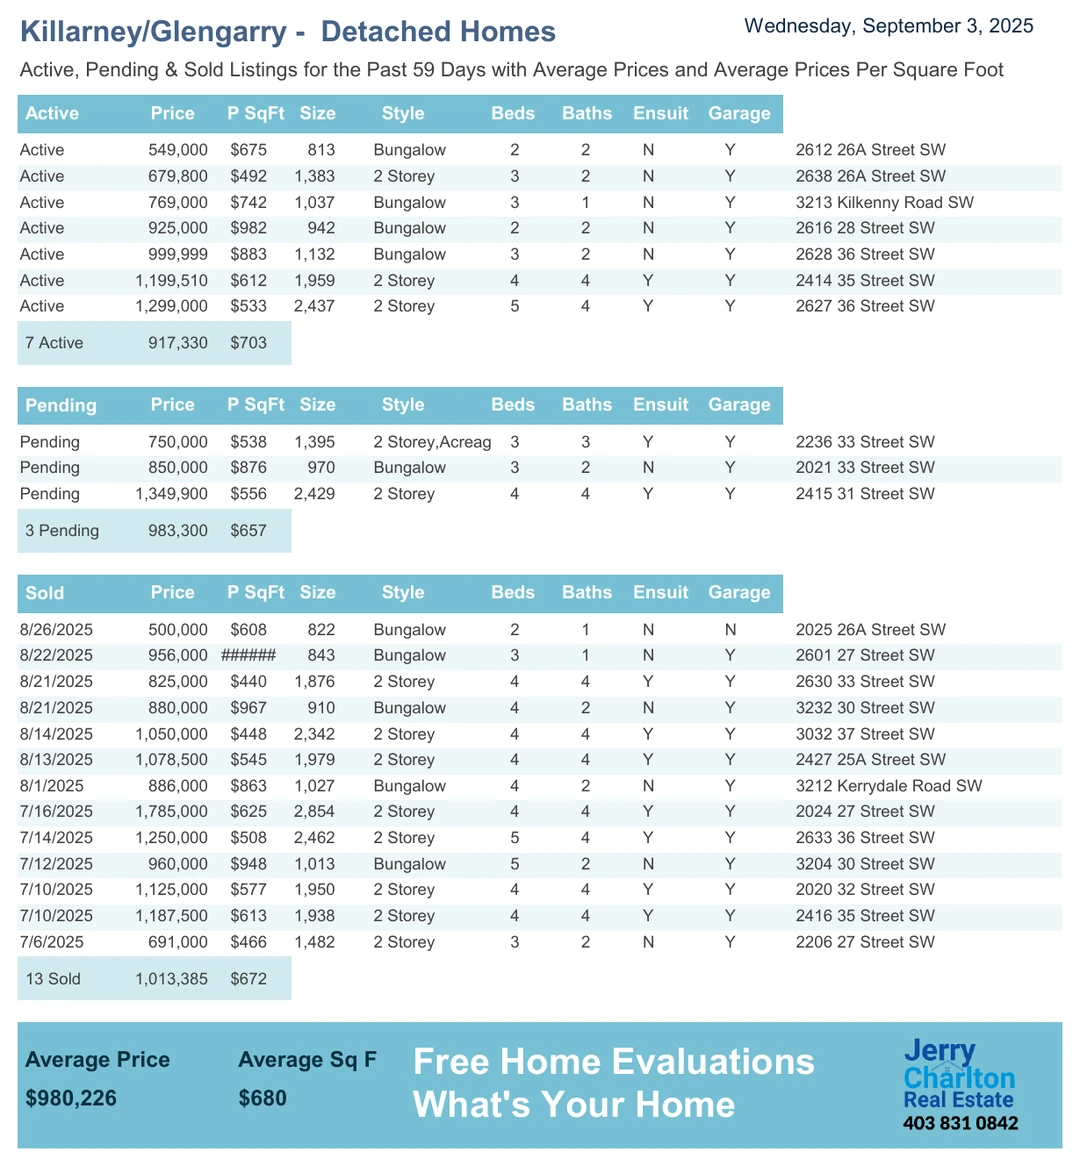 Killarney/Glengarry -  Detached Homes
Wednesday, September 3, 2025
Active, Pending & Sold Listings for the Past 59 Days with Average Prices and Average Prices Per Square Foot
Active Price P SqFt Size Style Beds Baths Ensuit Garage
Active 549,000 $675 813 Bungalow 2 2 N Y 2612 26A Street SW
Active 679,800 $492 1,383 2 Storey 3 2 N Y 2638 26A Street SW
Active 769,000 $742 1,037 Bungalow 3 1 N Y 3213 Kilkenny Road SW
Active 925,000 $982 942 Bungalow 2 2 N Y 2616 28 Street SW
Active 999,999 $883 1,132 Bungalow 3 2 N Y 2628 36 Street SW
Active 1,199,510 $612 1,959 2 Storey 4 4 Y Y 2414 35 Street SW
Active 1,299,000 $533 2,437 2 Storey 5 4 Y Y 2627 36 Street SW
7 Active 917,330 $703
Pending Price P SqFt Size Style Beds Baths Ensuit Garage
Pending 750,000 $538 1,395 2 Storey,Acreag 3 3 Y Y 2236 33 Street SW
Pending 850,000 $876 970 Bungalow 3 2 N Y 2021 33 Street SW
Pending 1,349,900 $556 2,429 2 Storey 4 4 Y Y 2415 31 Street SW
3 Pending 983,300 $657
Sold Price P SqFt Size Style Beds Baths Ensuit Garage
8/26/2025 500,000 $608 822 Bungalow 2 1 N N 2025 26A Street SW
8/22/2025 956,000 ###### 843 Bungalow 3 1 N Y 2601 27 Street SW
8/21/2025 825,000 $440 1,876 2 Storey 4 4 Y Y 2630 33 Street SW
8/21/2025 880,000 $967 910 Bungalow 4 2 N Y 3232 30 Street SW
8/14/2025 1,050,000 $448 2,342 2 Storey 4 4 Y Y 3032 37 Street SW
8/13/2025 1,078,500 $545 1,979 2 Storey 4 4 Y Y 2427 25A Street SW
8/1/2025 886,000 $863 1,027 Bungalow 4 2 N Y 3212 Kerrydale Road SW
7/16/2025 1,785,000 $625 2,854 2 Storey 4 4 Y Y 2024 27 Street SW
7/14/2025 1,250,000 $508 2,462 2 Storey 5 4 Y Y 2633 36 Street SW
7/12/2025 960,000 $948 1,013 Bungalow 5 2 N Y 3204 30 Street SW
7/10/2025 1,125,000 $577 1,950 2 Storey 4 4 Y Y 2020 32 Street SW
7/10/2025 1,187,500 $613 1,938 2 Storey 4 4 Y Y 2416 35 Street SW
7/6/2025 691,000 $466 1,482 2 Storey 3 2 N Y 2206 27 Street SW
13 Sold 1,013,385 $672
Average Price Average Sq F
$980,226 $680
Free Home Evaluations
What's Your Home
Jerry
Charlton
Real Estate
403 831 0842